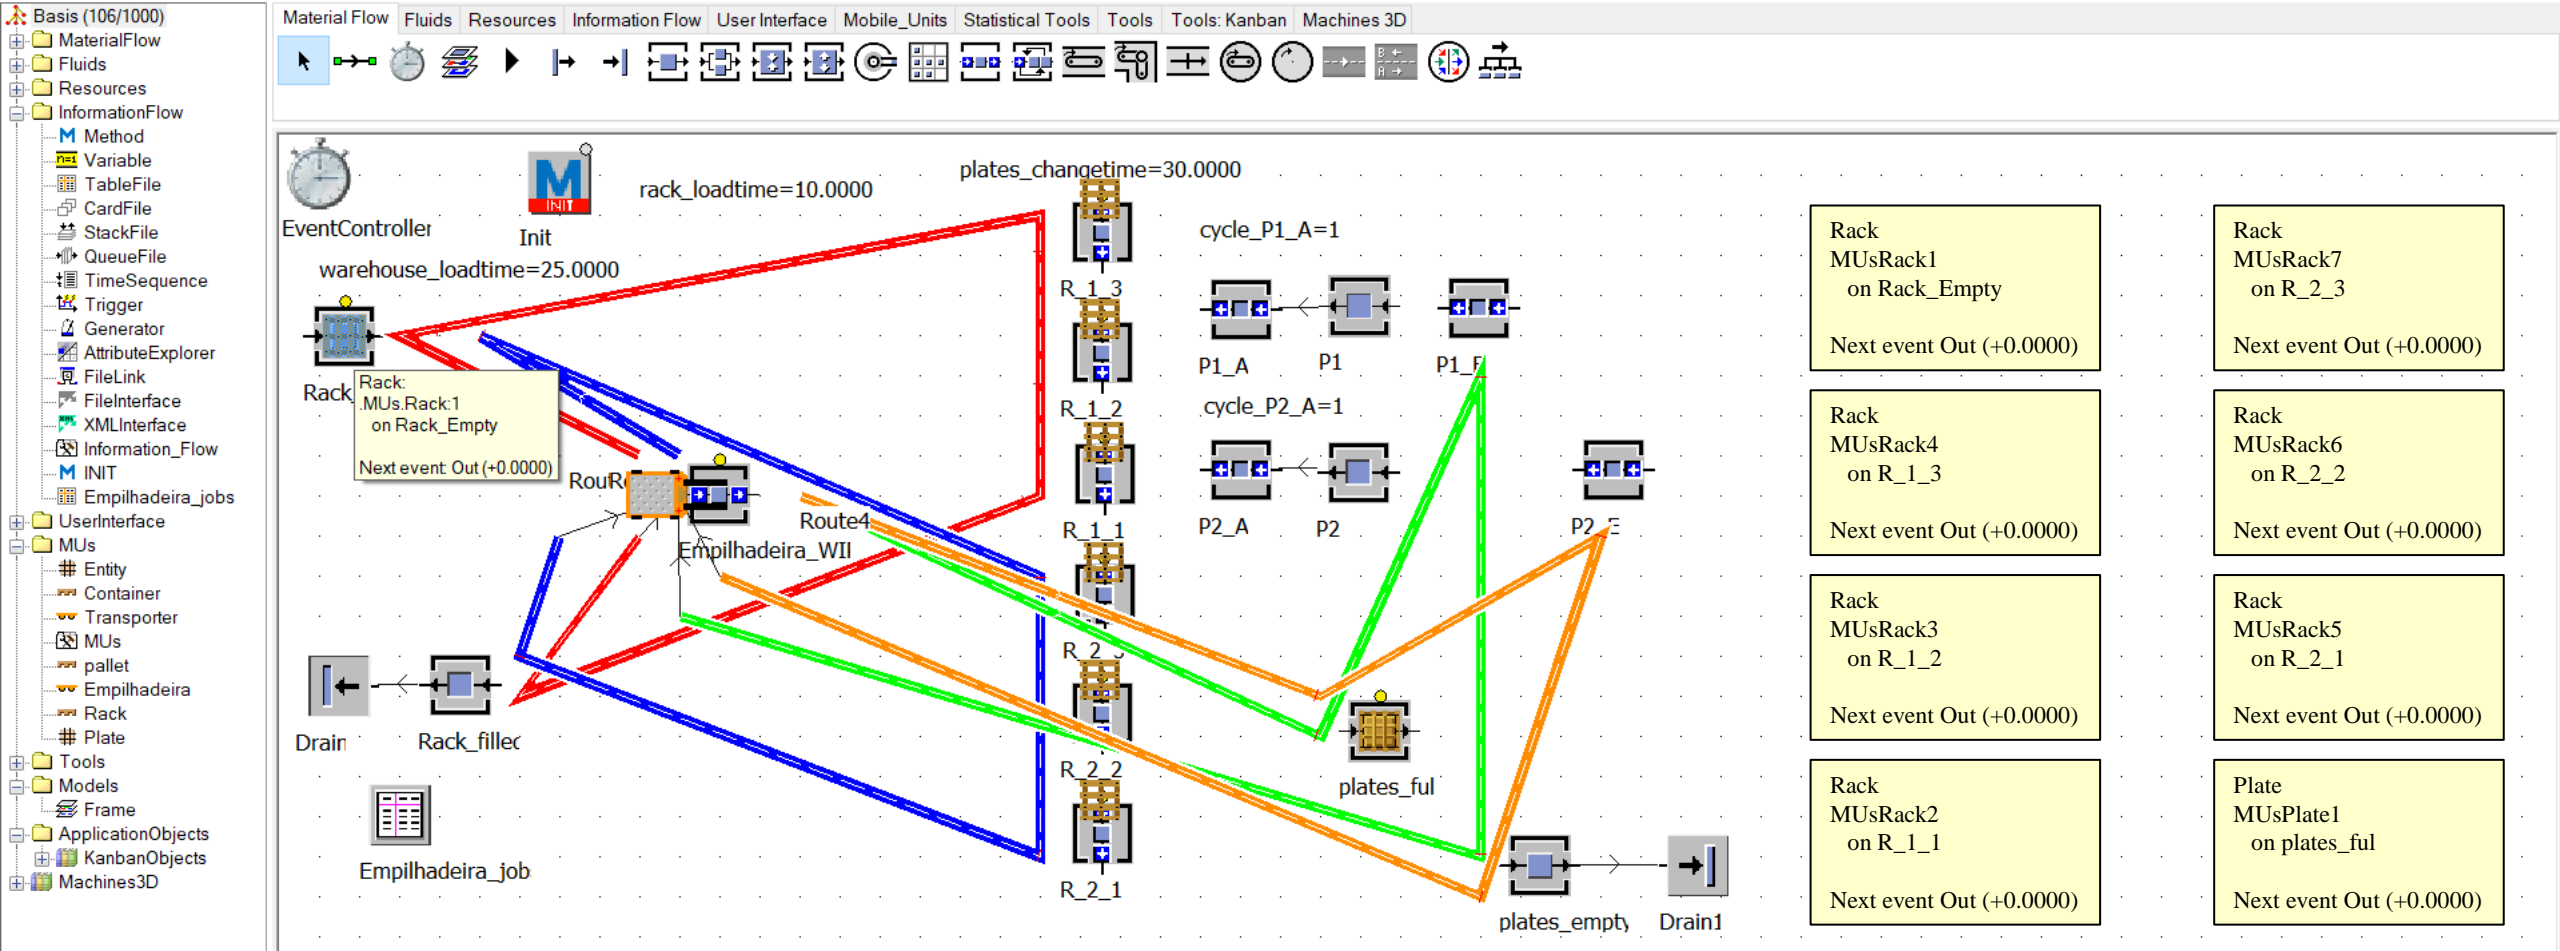 Basis (106/1000)
MaterialFlow
Fluids
Resources
InformationFlow
Method
Variable
TableFile
CardFile
StackFile
QueueFile
TimeSequence
Trigger
Generator
AttributeExplorer
FileLink
FileInterface
XMLInterface
Information_Flow
INIT
Empilhadeira_jobs
UserInterface
MUs
Entity
Container
Transporter
MUs
pallet
Empilhadeira
Rack
Plate
Tools
Models
Frame
ApplicationObjects
KanbanObjects
Machines3D
Material Flow Fluids Resources Information Flow User Interface Mobile_Units Statistical Tools Tools Tools: Kanban Machines 3D
EventController
M
INIT
Init
rack_loadtime=10.0000
plates_changetime=30.0000
warehouse_loadtime=25.0000
cycle_P1_A=1
R_1_3
Rack_
Rack:
.MUs.Rack:1
on Rack_Empty
Next event: Out (+0.0000)
P1_A
P1
P1_E
R_1_2
cycle_P2_A=1
Route4
Empilhadeira_WII
R_1_1
P2_A
P2
P2_E
R_2_3
Drain
Rack_filled
R_2_2
plates_ful
Empilhadeira_job
R_2_1
plates_empty
Drain1
Rack
MUsRack1
on Rack_Empty
Next event Out (+0.0000)
Rack
MUsRack7
on R_2_3
Next event Out (+0.0000)
Rack
MUsRack4
on R_1_3
Next event Out (+0.0000)
Rack
MUsRack6
on R_2_2
Next event Out (+0.0000)
Rack
MUsRack3
on R_1_2
Next event Out (+0.0000)
Rack
MUsRack5
on R_2_1
Next event Out (+0.0000)
Rack
MUsRack2
on R_1_1
Next event Out (+0.0000)
Plate
MUsPlate1
on plates_ful
Next event Out (+0.0000)